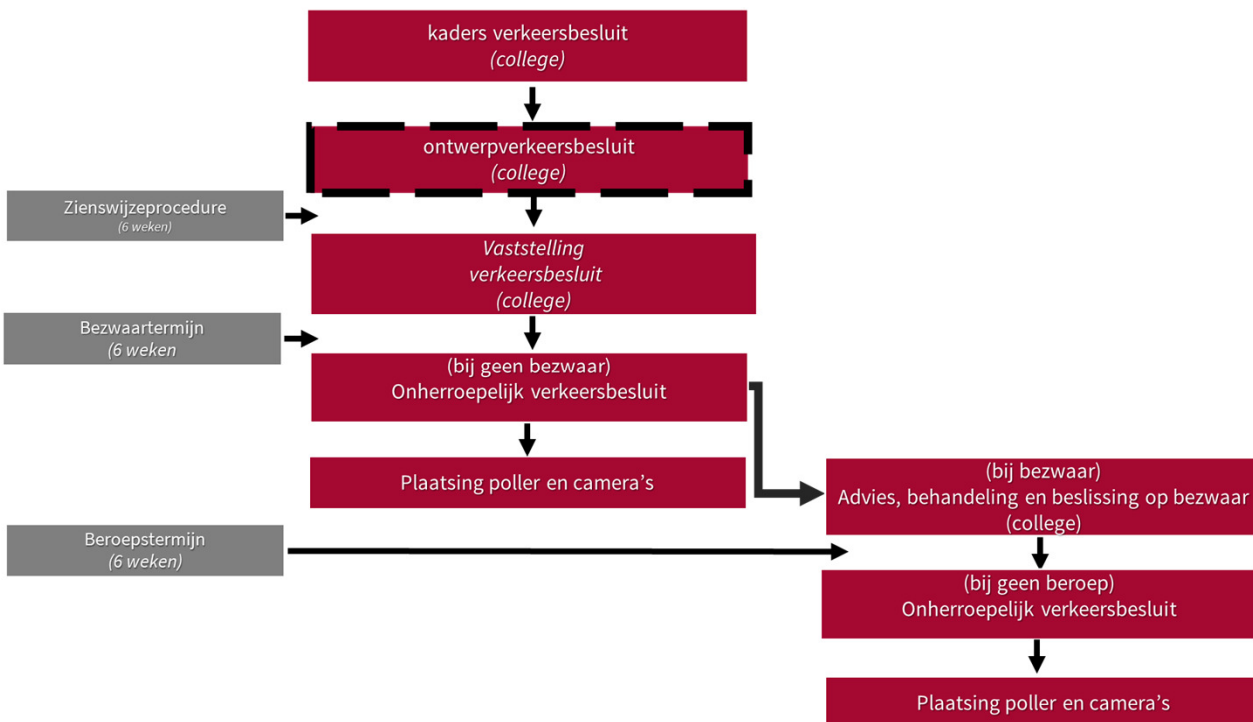 kaders verkeersbesluit
(college)
ontwerpverkeersbesluit
(college)
Zienswijzeprocedure
(6 weken)
Vaststelling
verkeersbesluit
(college)
Bezwaartermijn
(6 weken
(bij geen bezwaar)
Onherroepelijk verkeersbesluit
Plaatsing poller en camera's
(bij bezwaar)
Advies, behandeling en beslissing op bezwaar
(college)
Beroepstermijn
(6 weken)
(bij geen beroep)
Onherroepelijk verkeersbesluit
Plaatsing poller en camera's